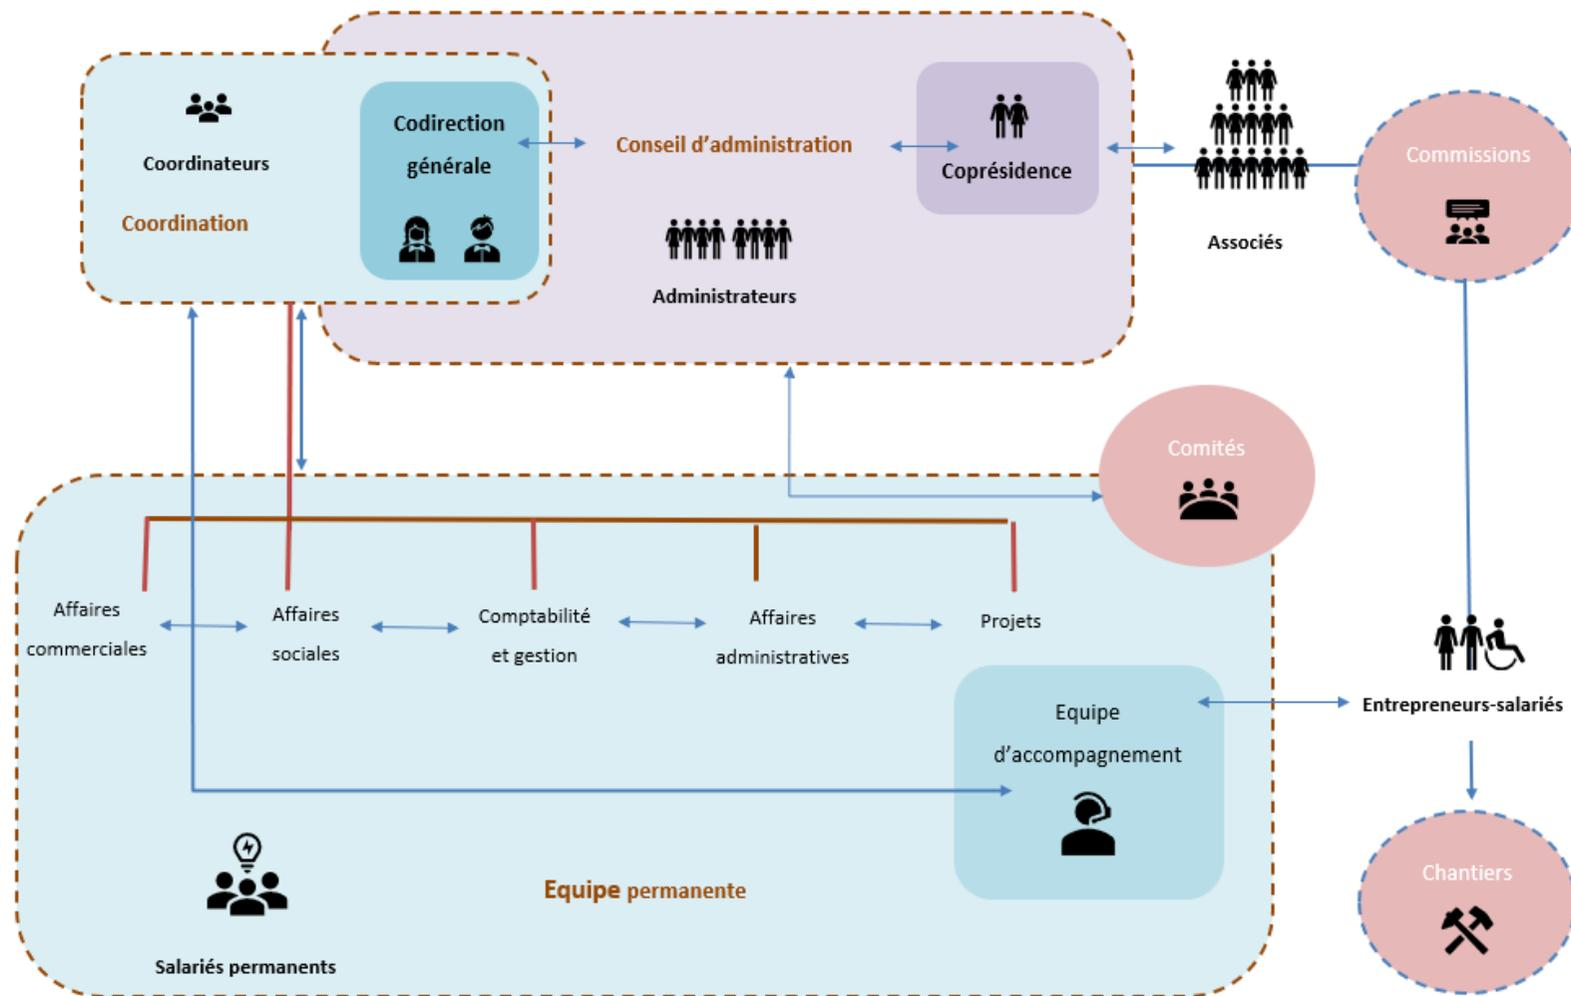 Coordinateurs
Coordination
Codirection
générale
Conseil d’administration
Administrateurs
Coprésidence
Associés
Commissions
Comités
Affaires
commerciales
Affaires
sociales
Comptabilité
et gestion
Affaires
administratives
Projets
Equipe
d’accompagnement
Entrepreneurs-salariés
Chantiers
Equipe permanente
Salariés permanents